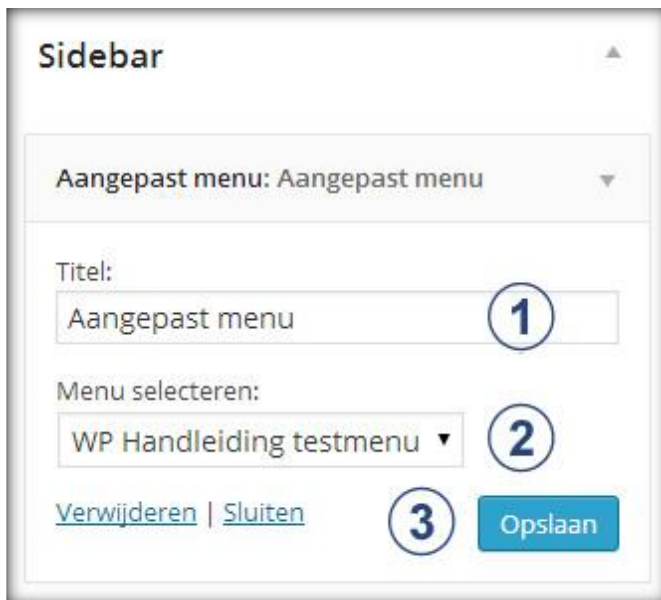 Sidebar
Aangepast menu: Aangepast menu
Titel:
Aangepast menu 1
Menu selecteren:
WP Handleiding testmenu 2
Verwijderen | Sluiten 3 Opslaan